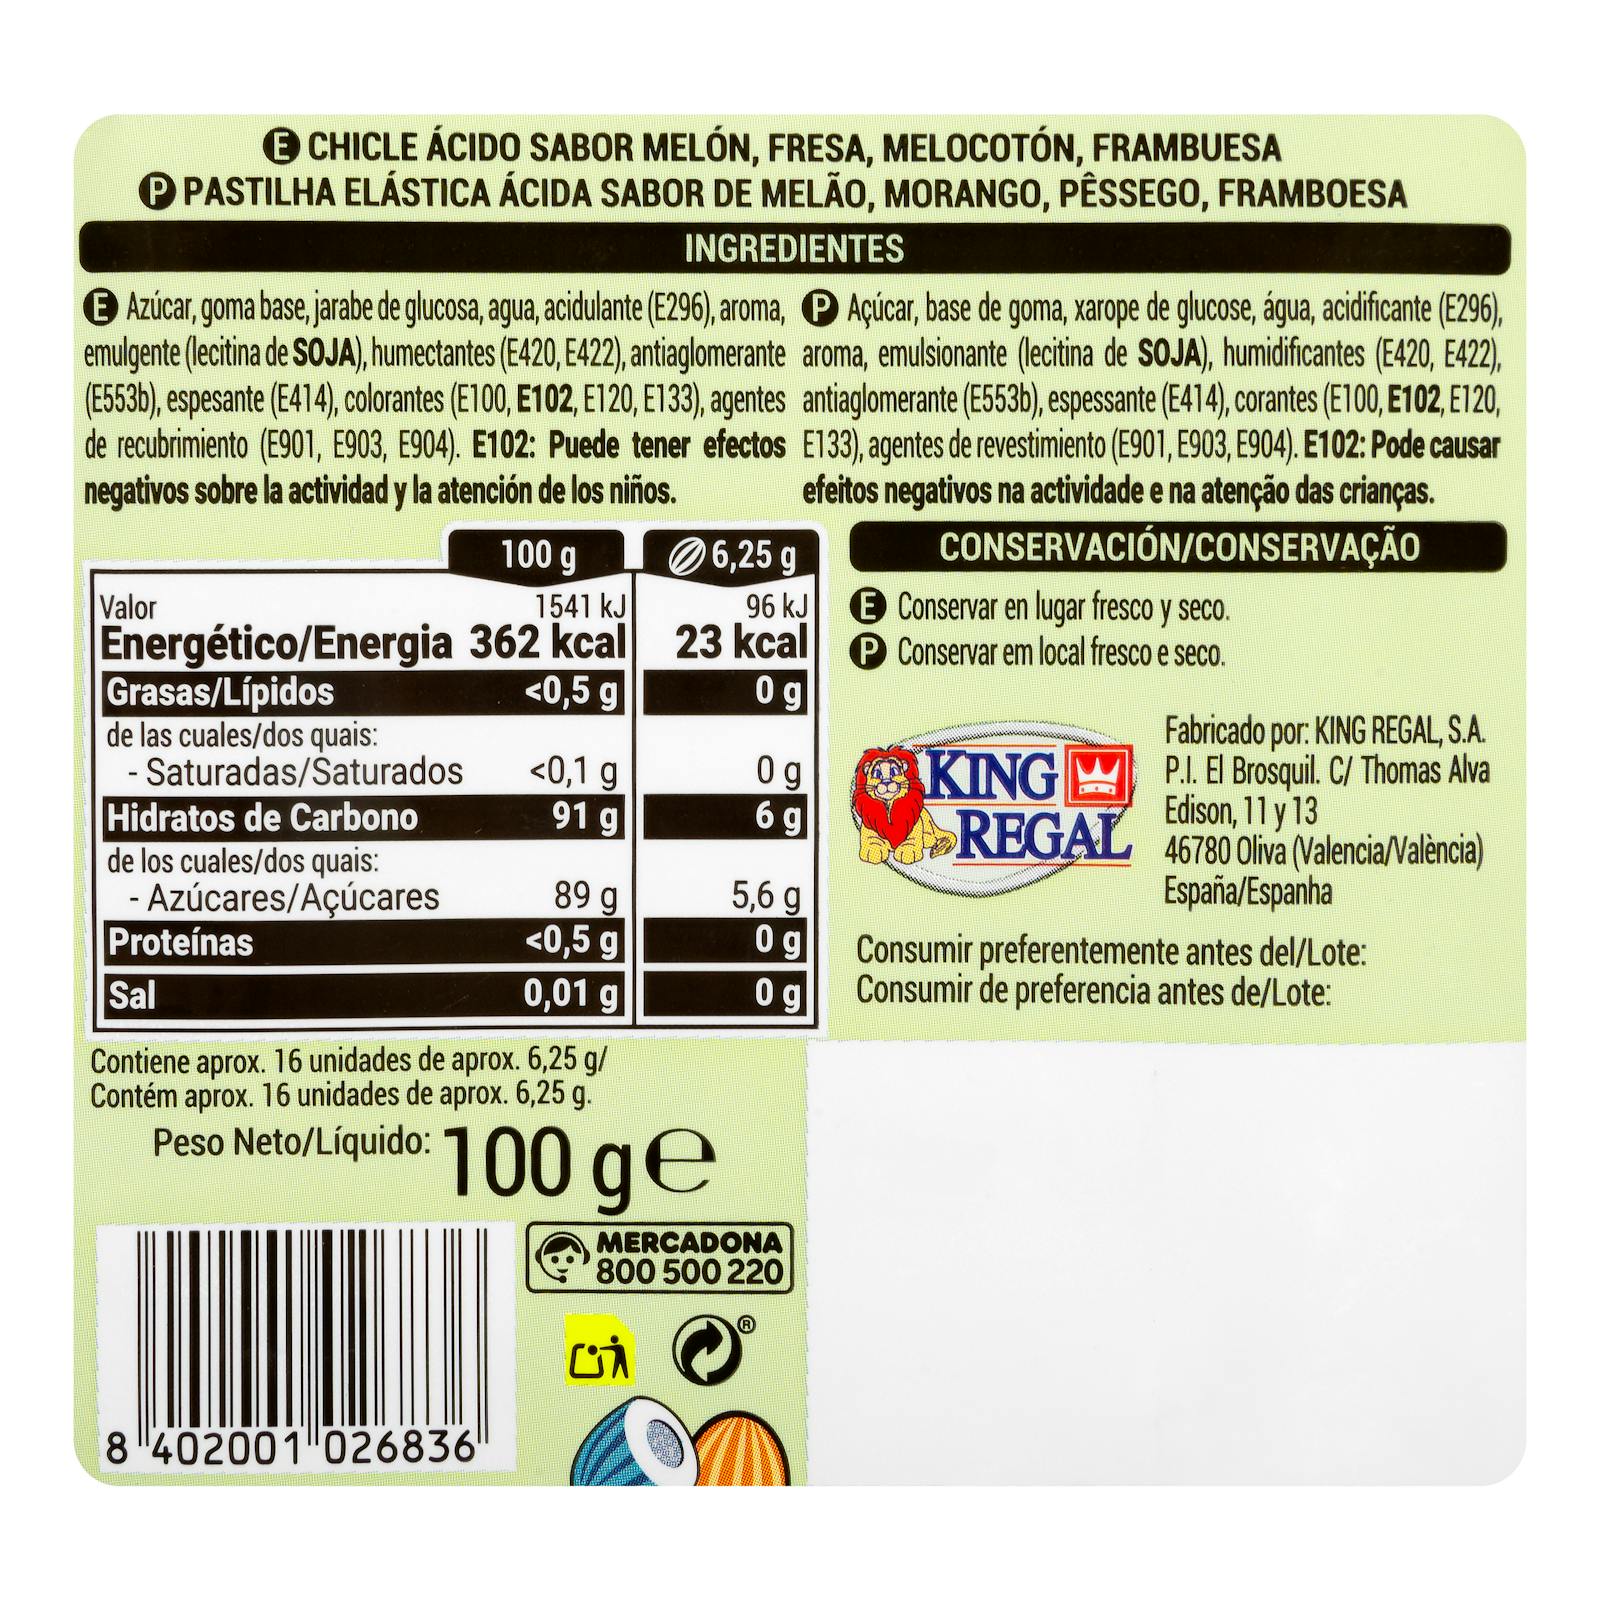 E CHICLE ÁCIDO SABOR MELÓN, FRESA, MELOCOTÓN, FRAMBUESA
P PASTILHA ELÁSTICA ÁCIDA SABOR DE MELÃO, MORANGO, PÊSSEGO, FRAMBOESA
INGREDIENTES
E Azúcar, goma base, jarabe de glucosa, agua, acidulante (E296), aroma,
emulgente (lecitina de SOJA), humectantes (E420, E422), antiaglomerante
(E553b), espesante (E414), colorantes (E100, E102, E120, E133), agentes
de recubrimiento (E901, E903, E904). E102: Puede tener efectos
negativos sobre la actividad y la atención de los niños.
P Açúcar, base de goma, xarope de glucose, água, acidificante (E296),
aroma, emulsionante (lecitina de SOJA), humidificantes (E420, E422),
antiaglomerante (E553b), espessante (E414), corantes (E100, E102, E120,
E133), agentes de revestimiento (E901, E903, E904). E102: Pode causar
efeitos negativos na actividade e na atenção das crianças.
100 g 6,25 g
Valor 1541 kJ 96 kJ
Energético/Energia 362 kcal 23 kcal
Grasas/Lípidos <0,5 g 0 g
de las cuales/dos quais:
- Saturadas/Saturados <0,1 g 0 g
Hidratos de Carbono 91 g 6 g
de los cuales/dos quais:
- Azúcares/Açúcares 89 g 5,6 g
Proteínas <0,5 g 0 g
Sal 0,01 g 0 g
CONSERVACIÓN/CONSERVAÇÃO
E Conservar en lugar fresco y seco.
P Conservar em local fresco e seco.
KING
REGAL
Fabricado por: KING REGAL, S.A.
P.I. El Brosquil. C/ Thomas Alva
Edison, 11 y 13
46780 Oliva (Valencia/València)
España/Espanha
Consumir preferentemente antes del/Lote:
Consumir de preferencia antes de/Lote:
Contiene aprox. 16 unidades de aprox. 6,25 g/
Contém aprox. 16 unidades de aprox. 6,25 g.
Peso Neto/Líquido: 100 g e
MERCADONA
800 500 220
®
8 402001 026836